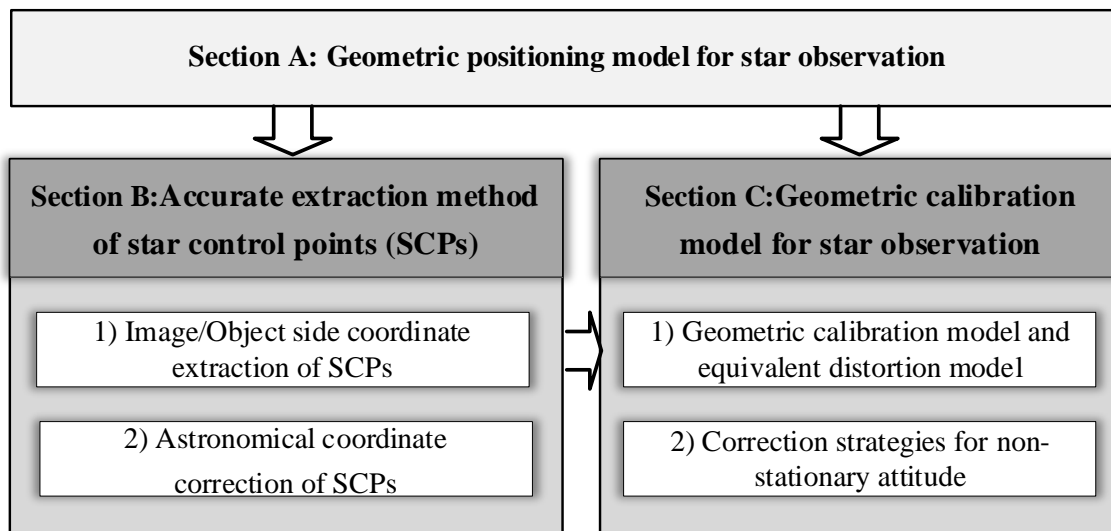 Section A: Geometric positioning model for star observation
Section B:Accurate extraction method
of star control points (SCPs)
1) Image/Object side coordinate
extraction of SCPs
2) Astronomical coordinate
correction of SCPs
Section C:Geometric calibration
model for star observation
1) Geometric calibration model and
equivalent distortion model
2) Correction strategies for non-
stationary attitude